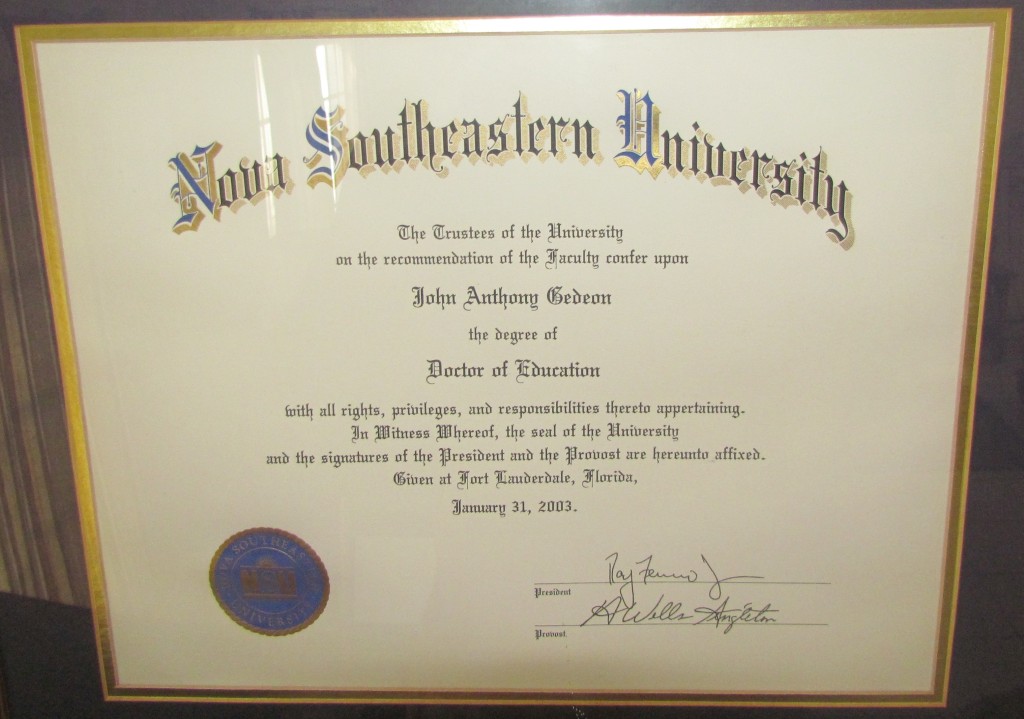 Nova Southeastern University
The Trustees of the University
on the recommendation of the Faculty confer upon
John Anthony Gedeon
the degree of
Doctor of Education
with all rights, privileges, and responsibilities thereto appertaining.
In Witness Whereof, the seal of the University
and the signatures of the President and the Provost are hereunto affixed.
Given at Fort Lauderdale, Florida,
January 31, 2003.
President
Wells Angleton
Provost